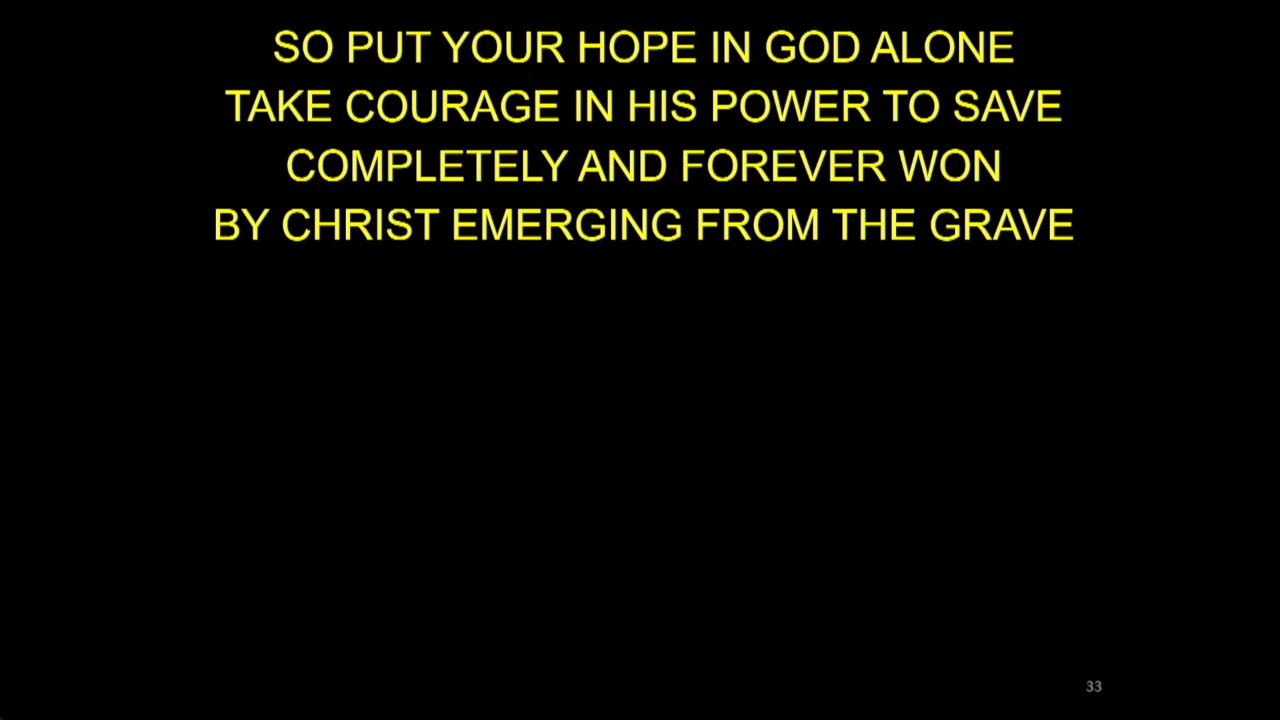 SO PUT YOUR HOPE IN GOD ALONE
TAKE COURAGE IN HIS POWER TO SAVE
COMPLETELY AND FOREVER WON
BY CHRIST EMERGING FROM THE GRAVE
33